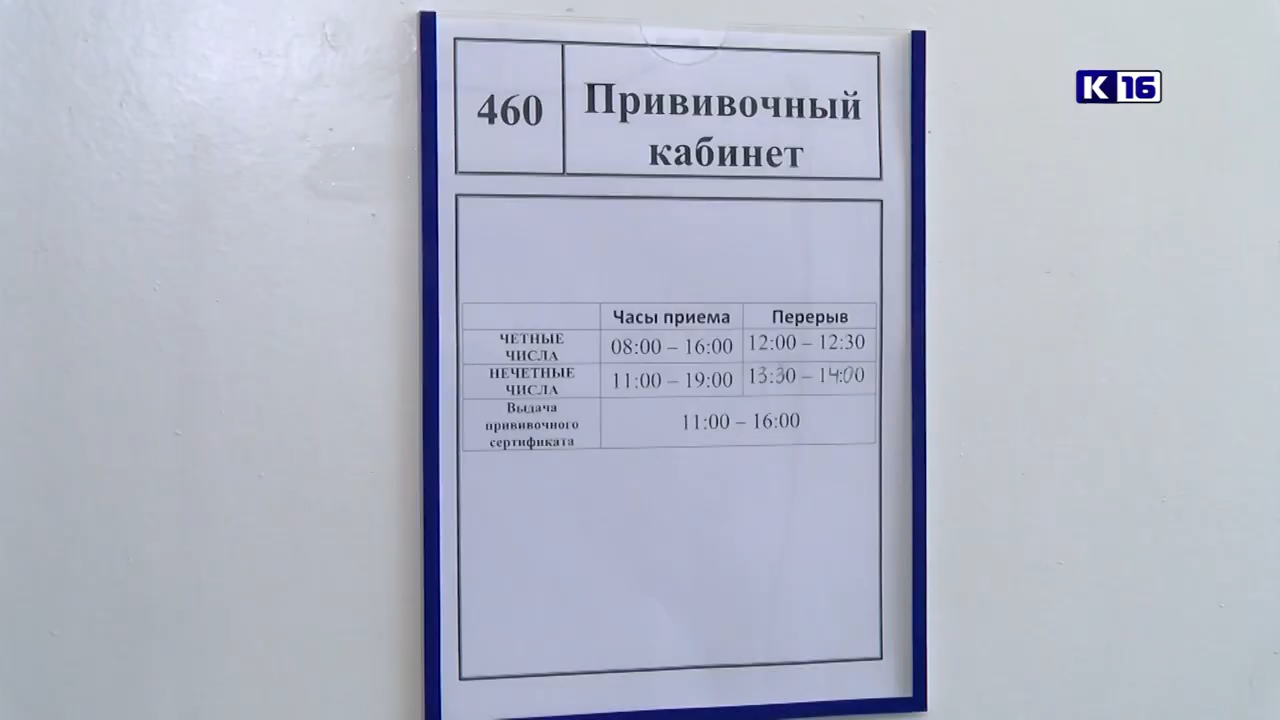 К 16
460
Прививочный
кабинет
Часы приема
Перерыв
ЧЕТНЫЕ
ЧИСЛА
08:00 – 16:00
12:00 – 12:30
НЕЧЕТНЫЕ
ЧИСЛА
11:00 – 19:00
13:30 – 14:00
Выдача
прививочного
сертификата
11:00 – 16:00